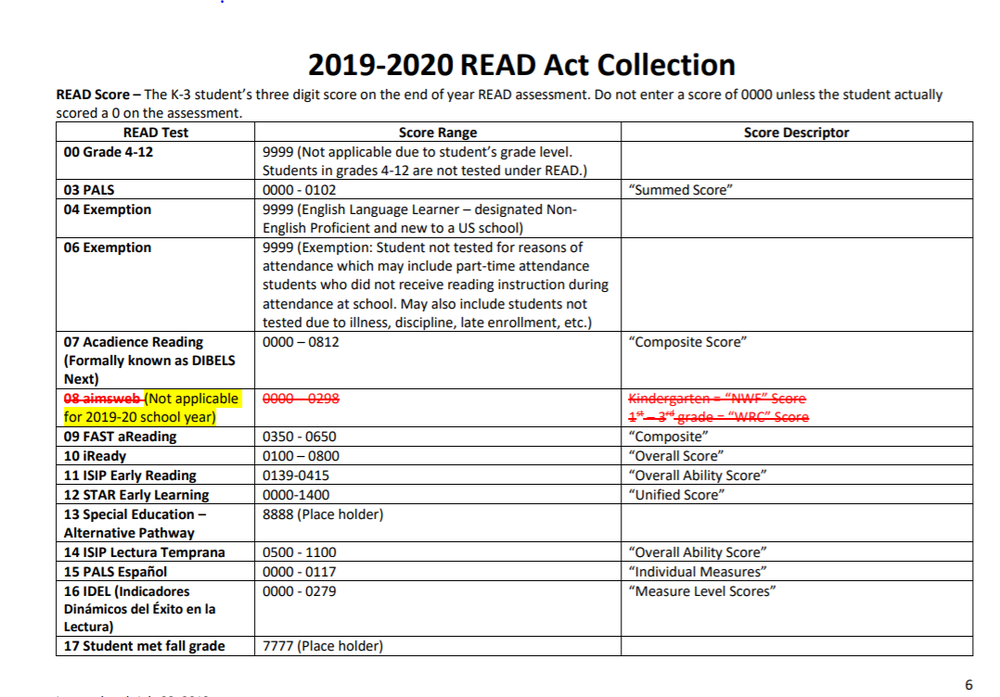 2019-2020 READ Act Collection
READ Score – The K-3 student's three digit score on the end of year READ assessment. Do not enter a score of 0000 unless the student actually
scored a 0 on the assessment.
READ Test Score Range Score Descriptor
00 Grade 4-12 9999 (Not applicable due to student's grade level.
Students in grades 4-12 are not tested under READ.)
03 PALS 0000 - 0102 "Summed Score"
04 Exemption 9999 (English Language Learner – designated Non-
English Proficient and new to a US school)
06 Exemption 9999 (Exemption: Student not tested for reasons of
attendance which may include part-time attendance
students who did not receive reading instruction during
attendance at school. May also include students not
tested due to illness, discipline, late enrollment, etc.)
07 Acadience Reading 0000 – 0812 "Composite Score"
(Formally known as DIBELS
Next)
08 aimsweb (Not applicable 0000 – 0298 Kindergarten = "NWF" Score
for 2019-20 school year) 1st – 3rd grade = "WRC" Score
09 FAST aReading 0350 - 0650 "Composite"
10 iReady 0100 – 0800 "Overall Score"
11 ISIP Early Reading 0139-0415 "Overall Ability Score"
12 STAR Early Learning 0000-1400 "Unified Score"
13 Special Education – 8888 (Place holder)
Alternative Pathway
14 ISIP Lectura Temprana 0500 - 1100 "Overall Ability Score"
15 PALS Español 0000 - 0117 "Individual Measures"
16 IDEL (Indicadores 0000 - 0279 "Measure Level Scores"
Dinámicos del Éxito en la
Lectura)
17 Student met fall grade 7777 (Place holder)
6